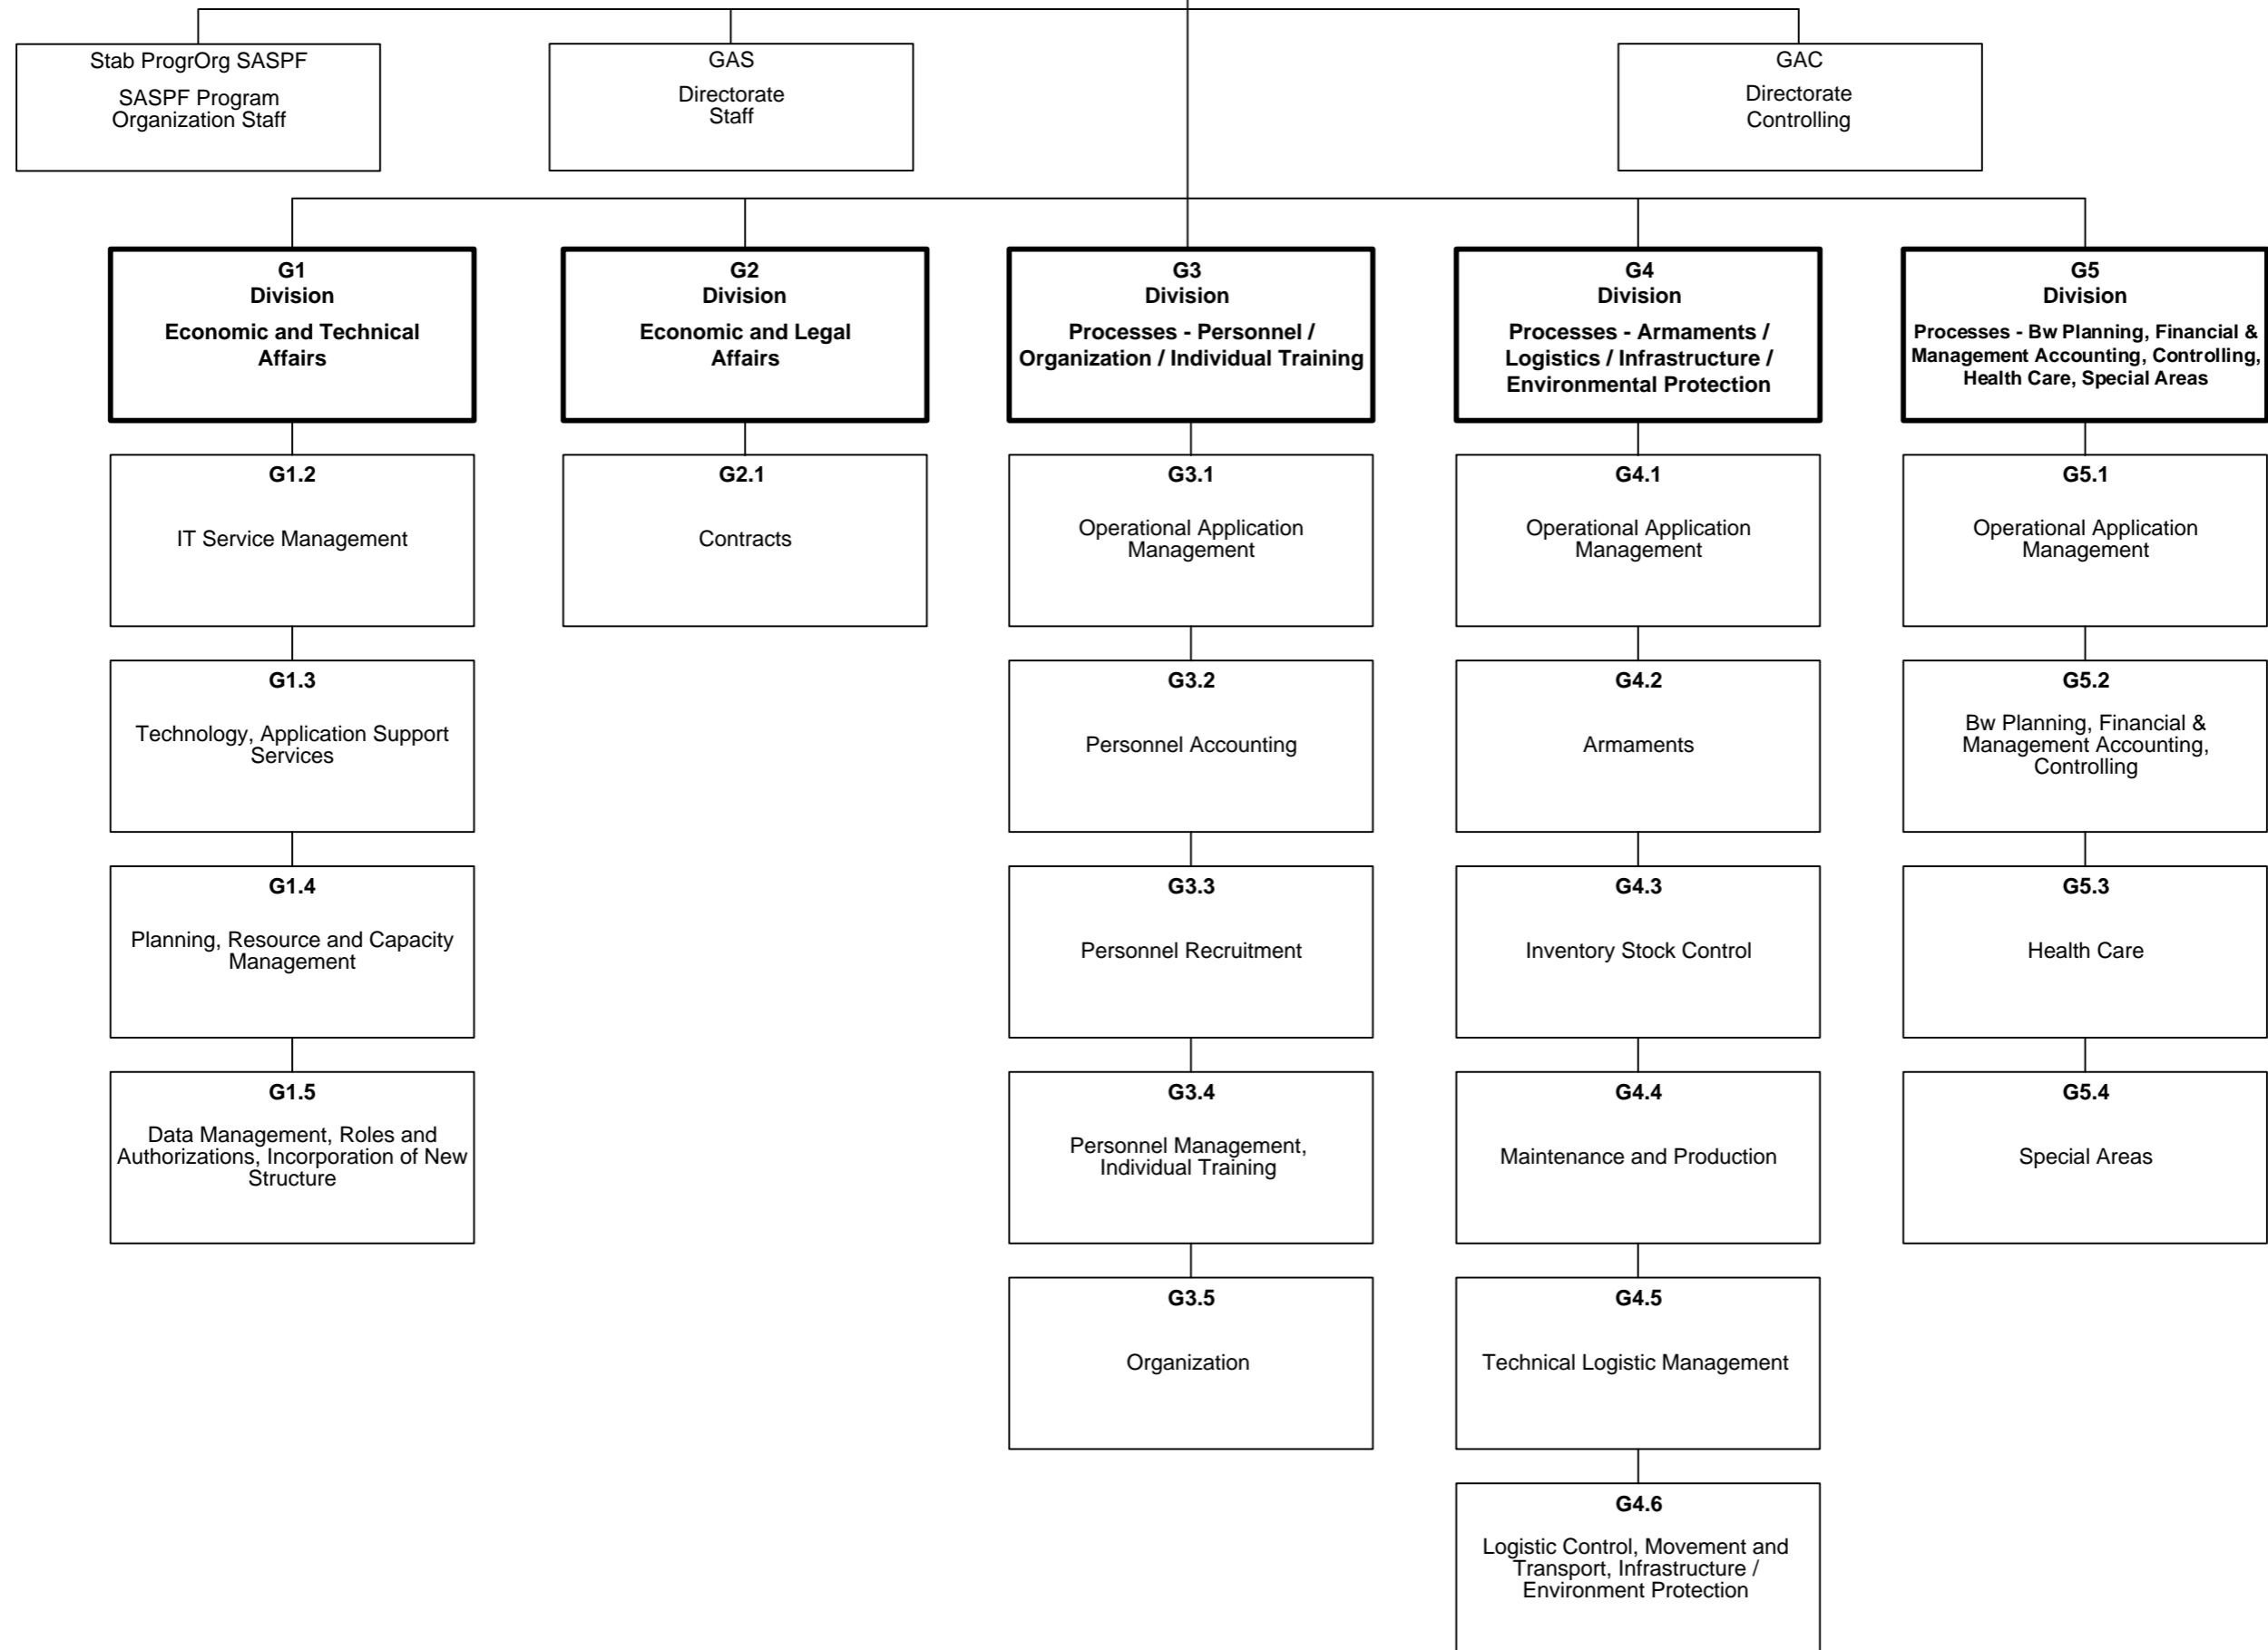 Stab ProgrOrg SASPF
SASPF Program
Organization Staff
GAS
Directorate
Staff
GAC
Directorate
Controlling
G1
Division
Economic and Technical
Affairs
G2
Division
Economic and Legal
Affairs
G3
Division
Processes - Personnel /
Organization / Individual Training
G4
Division
Processes - Armaments /
Logistics / Infrastructure /
Environmental Protection
G5
Division
Processes - Bw Planning, Financial &
Management Accounting, Controlling,
Health Care, Special Areas
G1.2
IT Service Management
G2.1
Contracts
G3.1
Operational Application
Management
G4.1
Operational Application
Management
G5.1
Operational Application
Management
G1.3
Technology, Application Support
Services
G3.2
Personnel Accounting
G4.2
Armaments
G5.2
Bw Planning, Financial &
Management Accounting,
Controlling
G1.4
Planning, Resource and Capacity
Management
G3.3
Personnel Recruitment
G4.3
Inventory Stock Control
G5.3
Health Care
G1.5
Data Management, Roles and
Authorizations, Incorporation of New
Structure
G3.4
Personnel Management,
Individual Training
G4.4
Maintenance and Production
G5.4
Special Areas
G3.5
Organization
G4.5
Technical Logistic Management
G4.6
Logistic Control, Movement and
Transport, Infrastructure /
Environment Protection